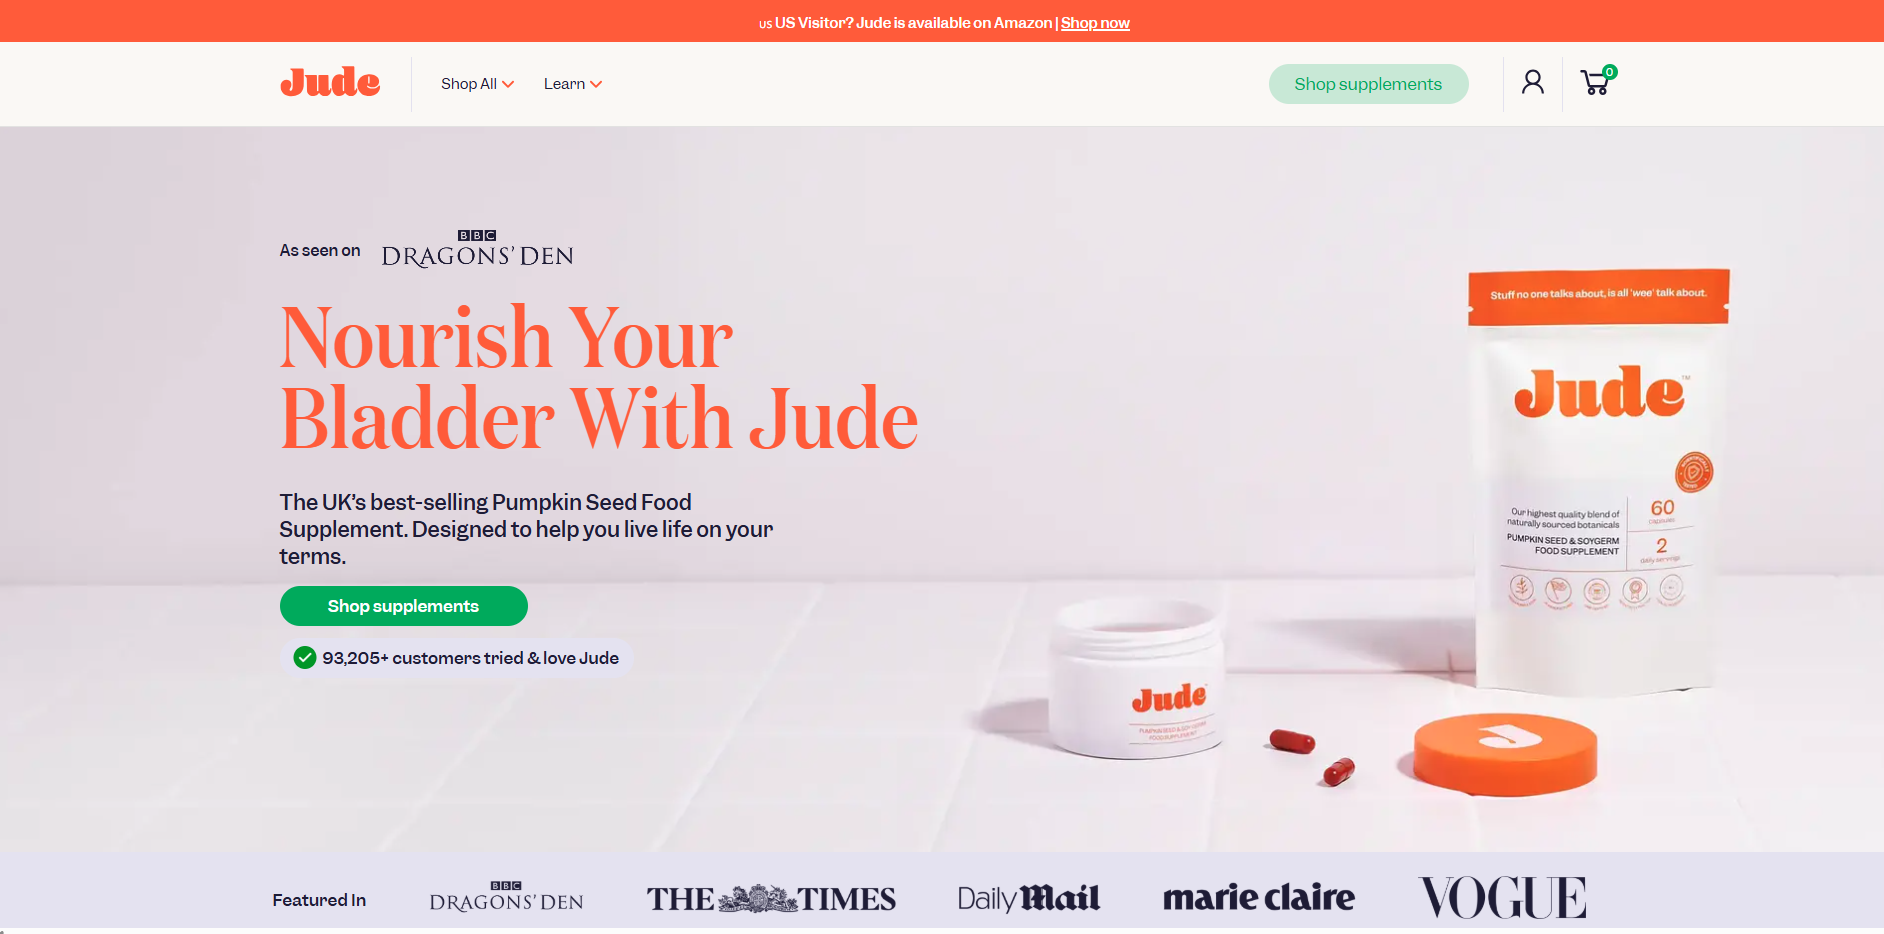 US US Visitor? Jude is available on Amazon | Shop now
Jude
Shop All
Learn
Shop supplements
0
As seen on
BBC
DRAGONS' DEN
Nourish Your
Bladder With Jude
The UK's best-selling Pumpkin Seed Food
Supplement. Designed to help you live life on your
terms.
Shop supplements
93,205+ customers tried & love Jude
Stuff no one talks about, is all 'wee' talk about.
Jude™
Our highest quality blend of
naturally sourced botanicals
PUMPKIN SEED & SOYGERM
FOOD SUPPLEMENT
60
capsules
2
daily servings
Jude
PUMPKIN SEED & SOYGERM
FOOD SUPPLEMENT
Featured In
BBC
DRAGONS' DEN
THE TIMES
Daily Mail
marie claire
VOGUE